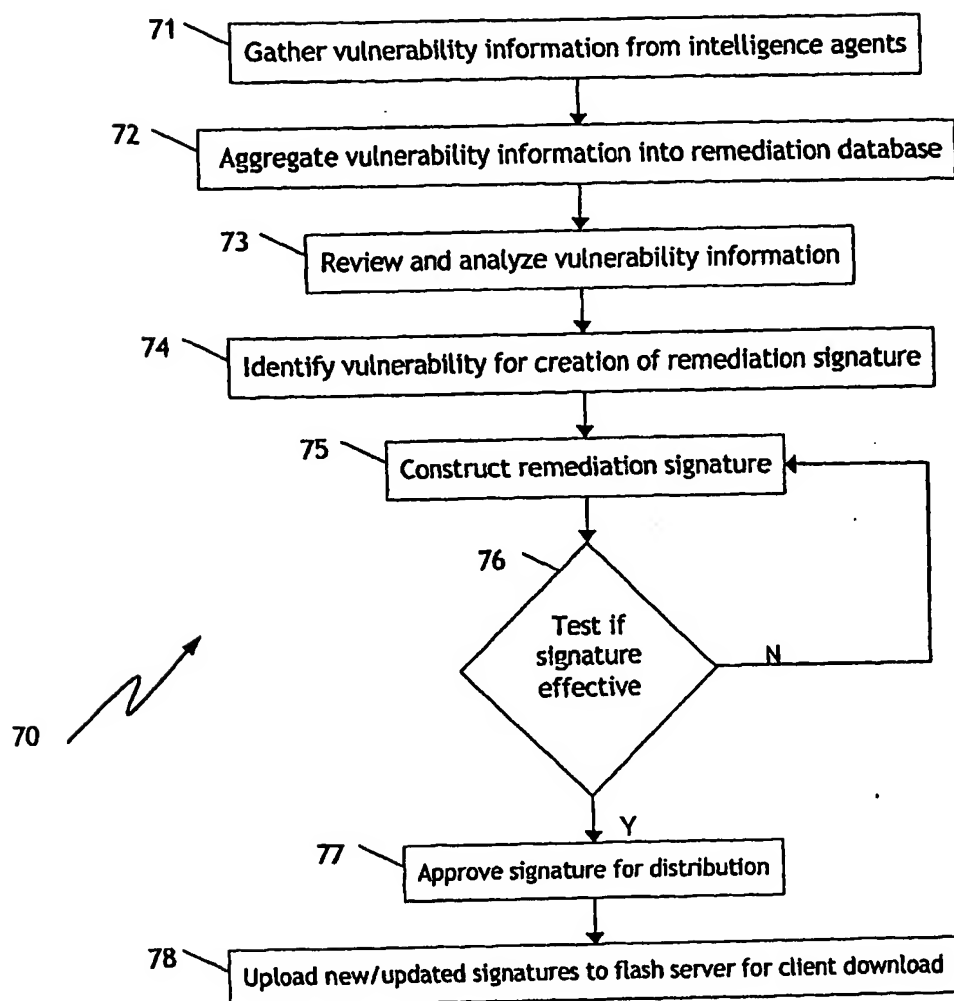 71
Gather vulnerability information from intelligence agents
72
Aggregate vulnerability information into remediation database
73
Review and analyze vulnerability information
74
Identify vulnerability for creation of remediation signature
75
Construct remediation signature
76
Test if
signature
effective
N
70
Y
77
Approve signature for distribution
78
Upload new/updated signatures to flash server for client download